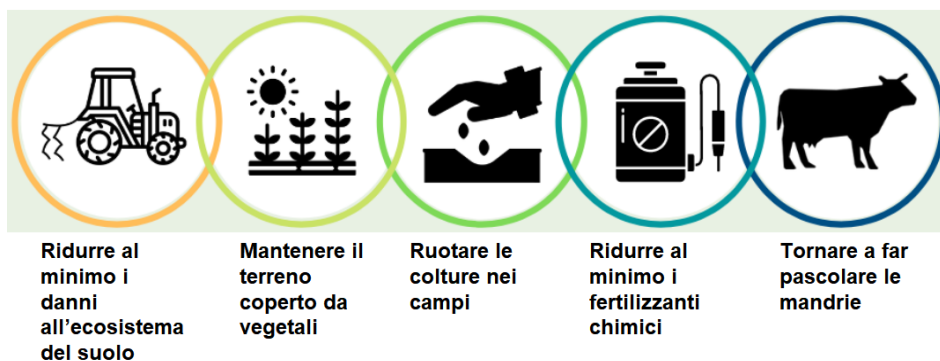 Ridurre al
minimo i
danni
all'ecosistema
del suolo
Mantenere il
terreno
coperto da
vegetali
Ruotare le
colture nei
campi
Ridurre al
minimo i
fertilizzanti
chimici
Tornare a far
pascolare le
mandrie